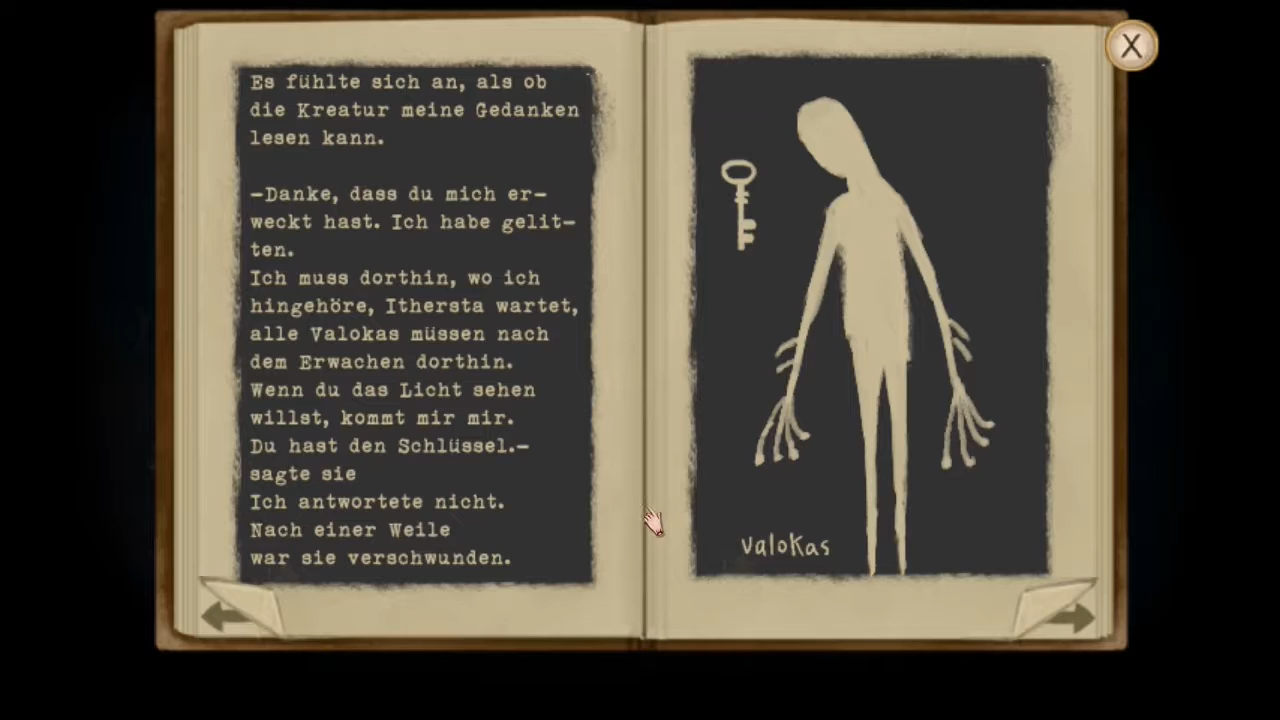 Es fühlte sich an, als ob
die Kreatur meine Gedanken
lesen kann.
—Danke, dass du mich er—
weckt hast. Ich habe gelit—
ten.
Ich muss dorthin, wo ich
hingehöre, Ithersta wartet,
alle Valokas müssen nach
dem Erwachen dorthin.
Wenn du das Licht sehen
willst, kommt mir mir.
Du hast den Schlüssel.—
sagte sie
Ich antwortete nicht.
Nach einer Weile
war sie verschwunden.
valokas
X